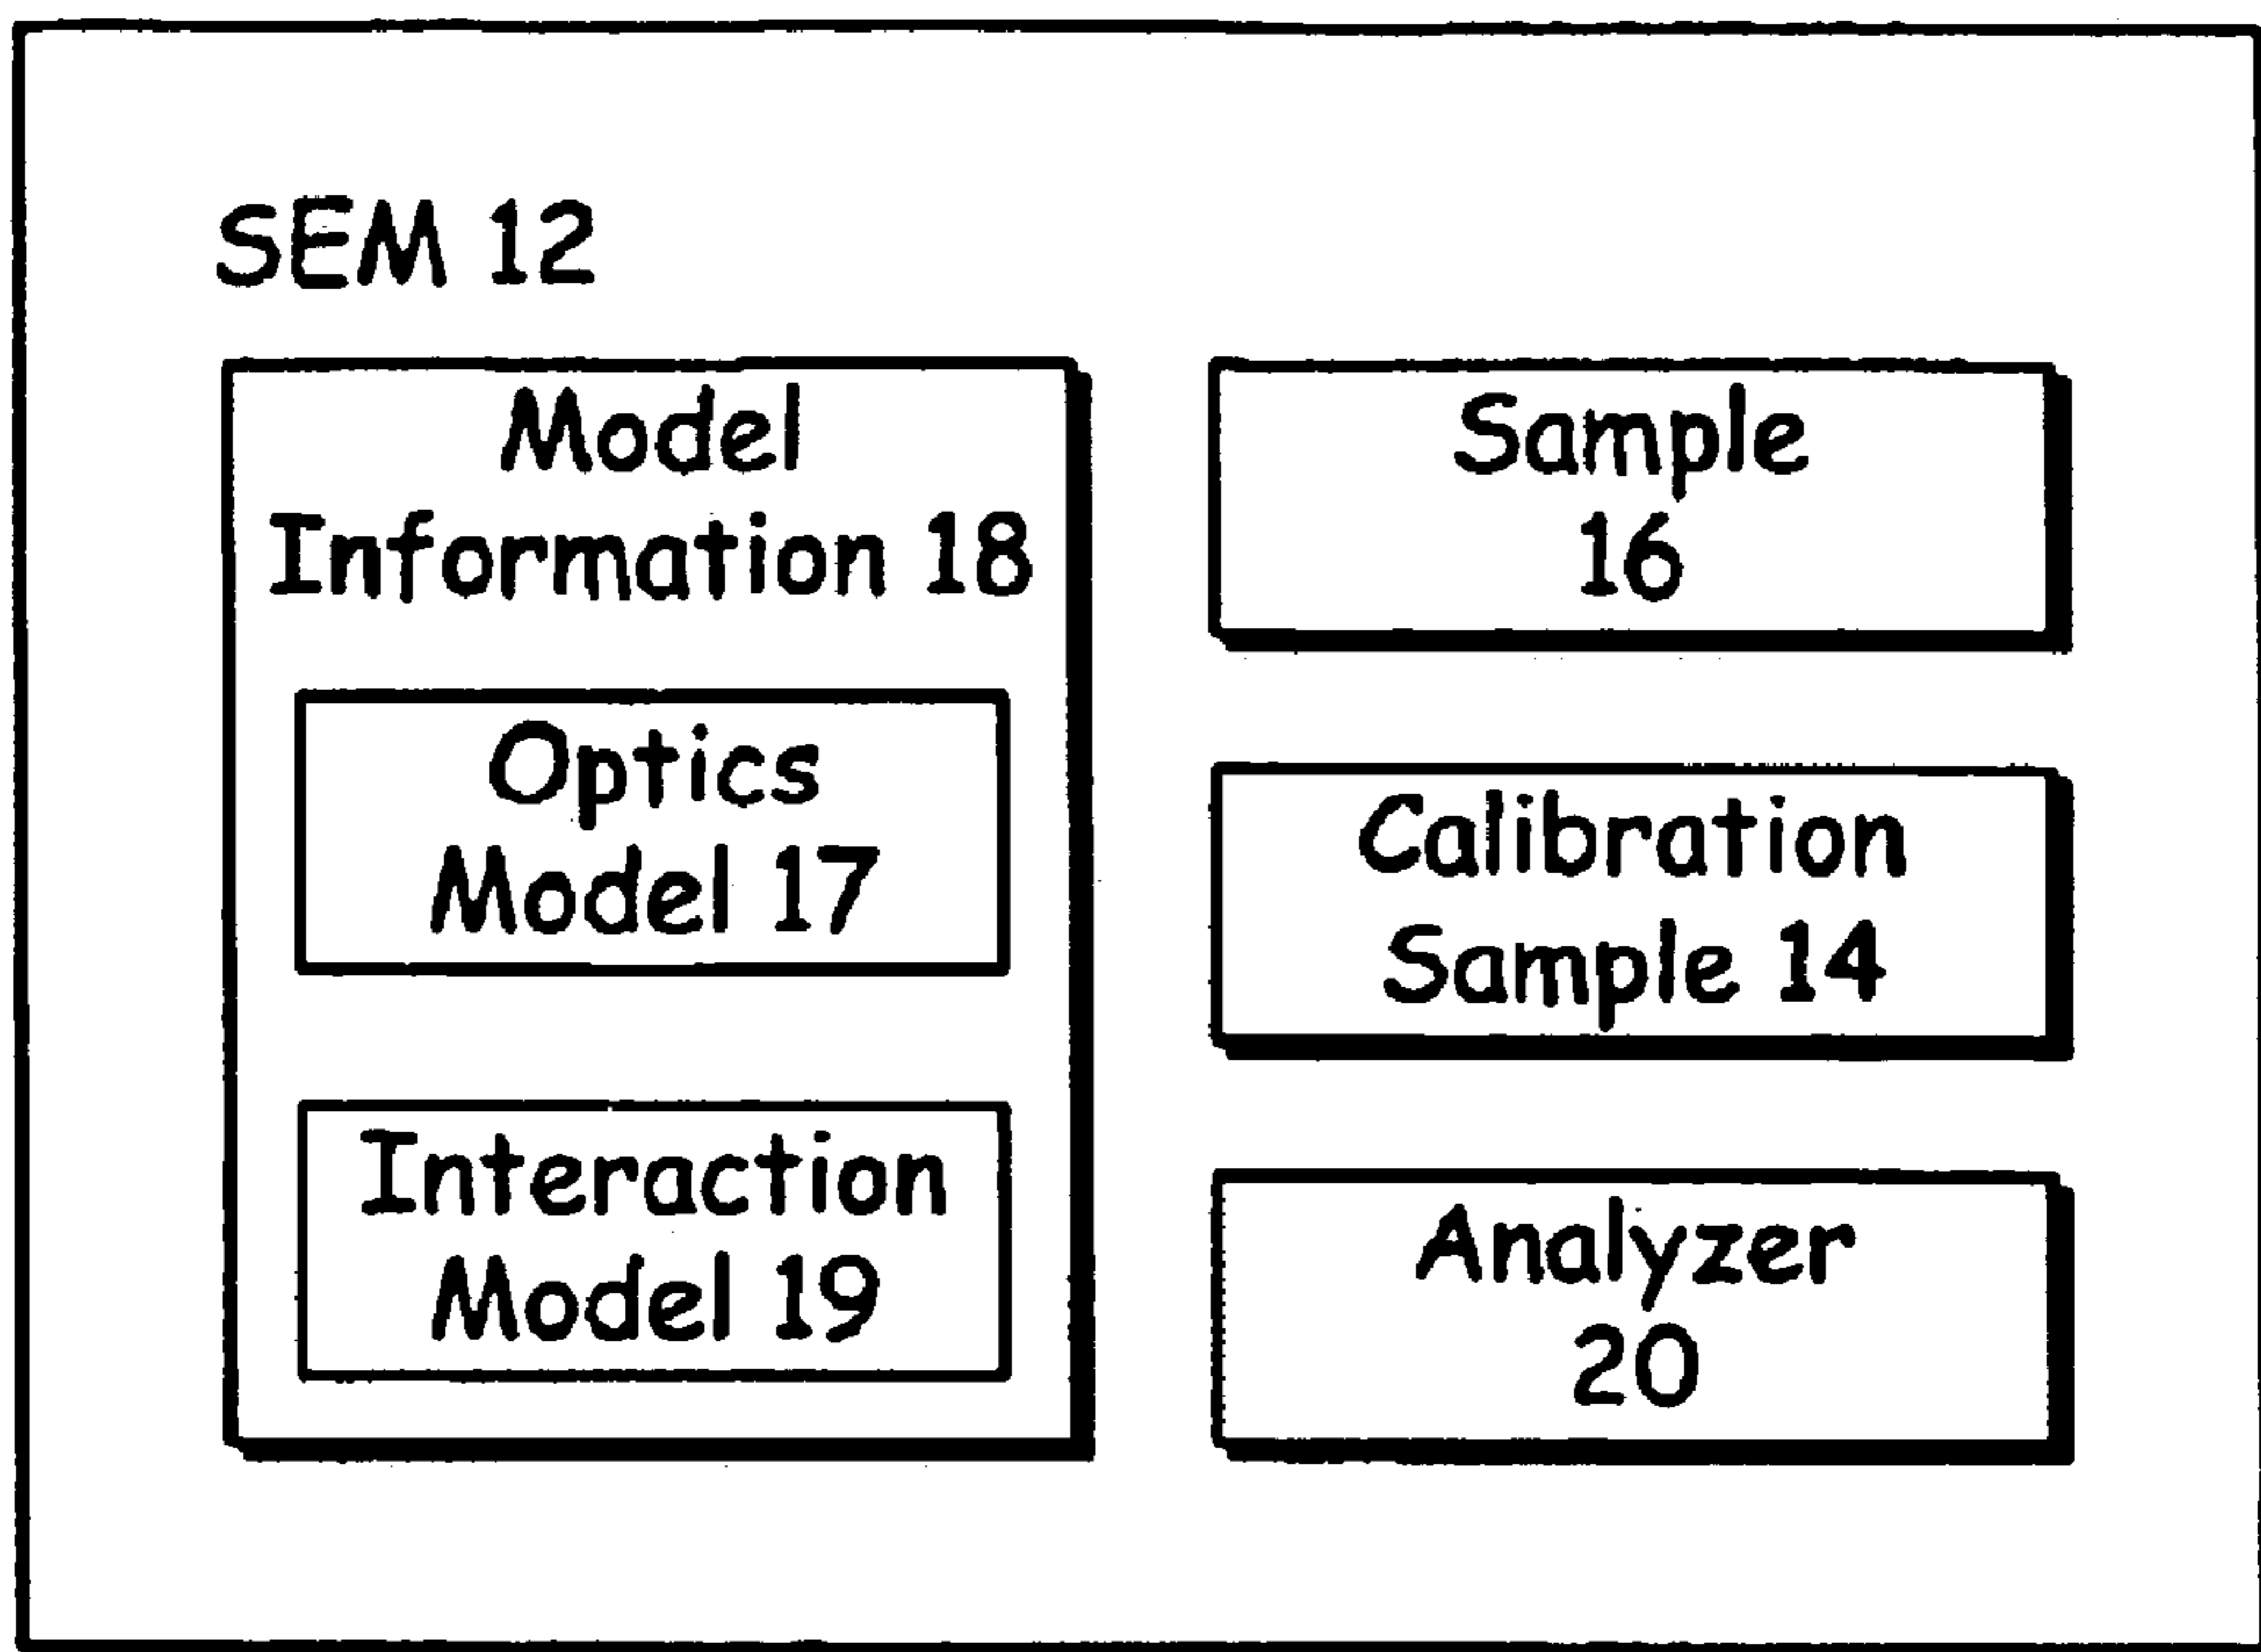 SEM 12
Model
Information 18
Optics
Model 17
Interaction
Model 19
Sample
16
Calibration
Sample 14
Analyzer
20